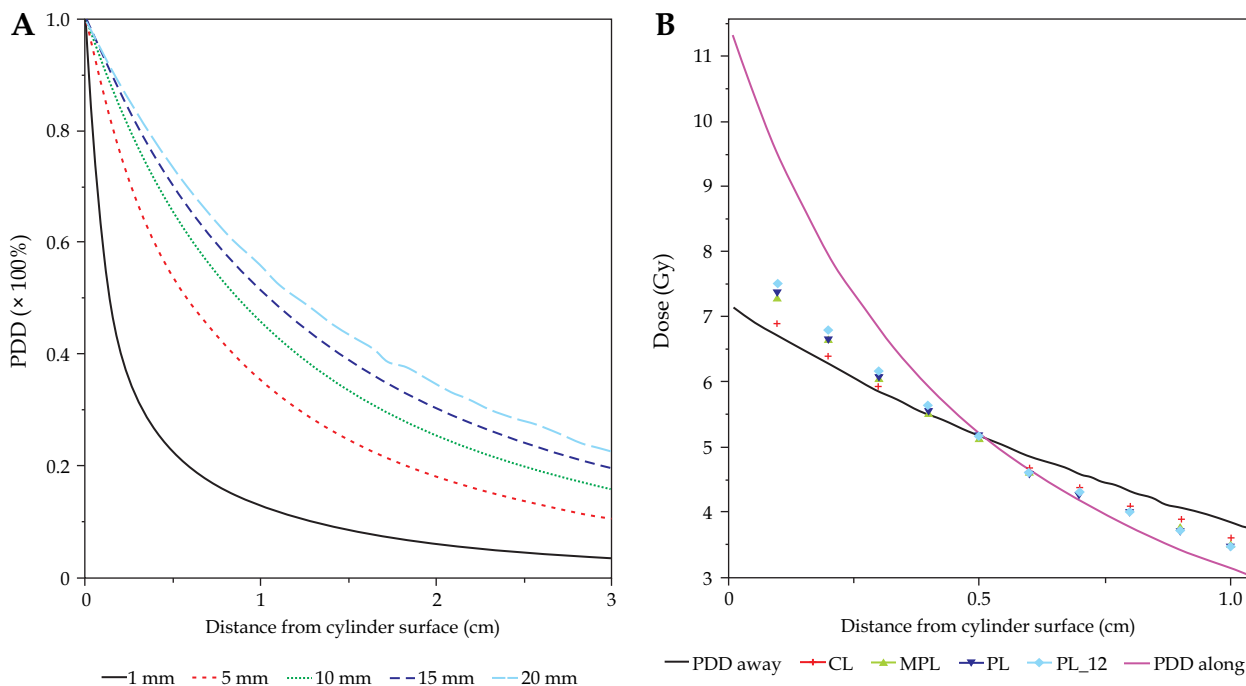 A
PDD (× 100%)
1.0
0.8
0.6
0.4
0.2
0
0 1 2 3
Distance from cylinder surface (cm)
1 mm 5 mm 10 mm 15 mm 20 mm
B
Dose (Gy)
11
10
9
8
7
6
5
4
3
0 0.5 1.0
Distance from cylinder surface (cm)
PDD away CL MPL PL PL_12 PDD along